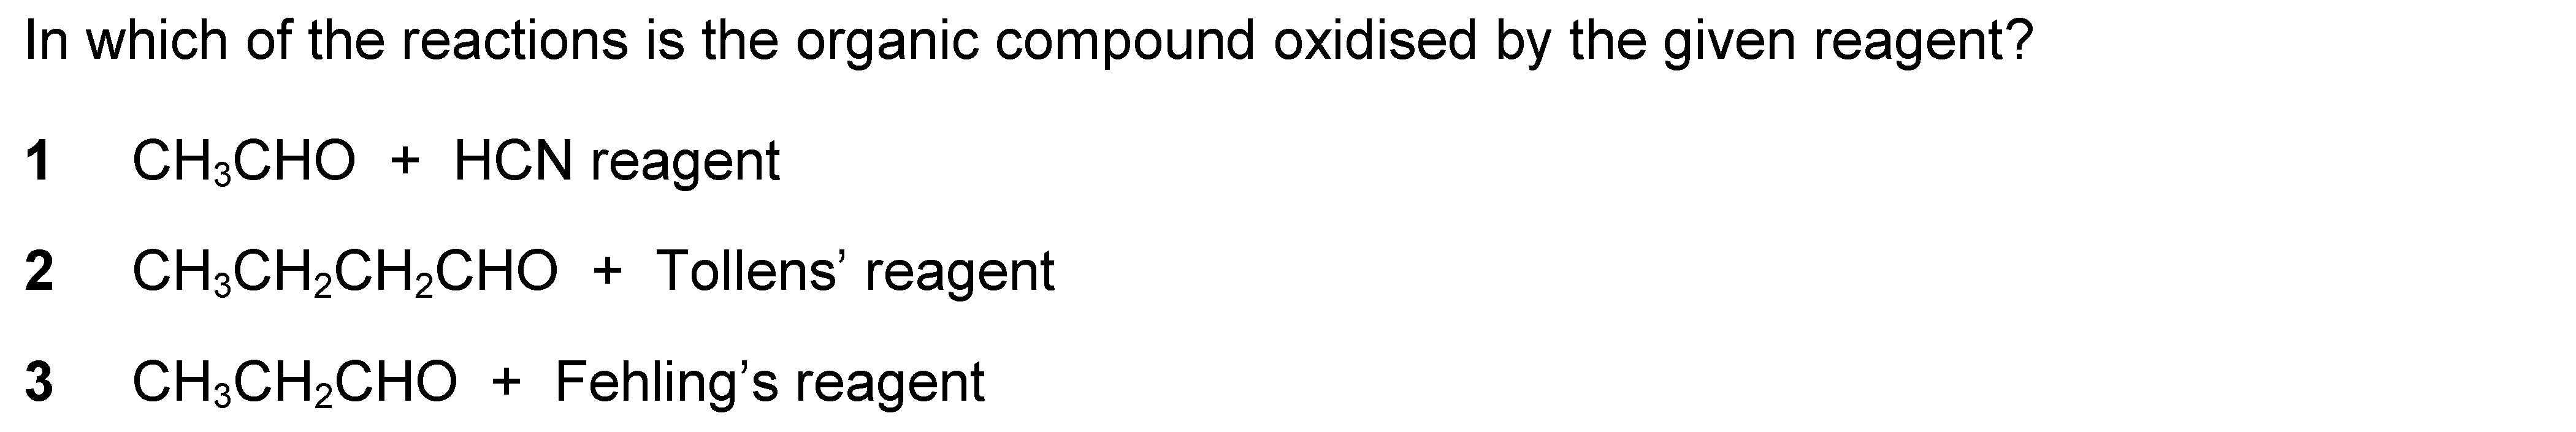 In which of the reactions is the organic compound oxidised by the given reagent?
1 CH₃CHO + HCN reagent
2 CH₃CH₂CH₂CHO + Tollens’ reagent
3 CH₃CH₂CHO + Fehling’s reagent